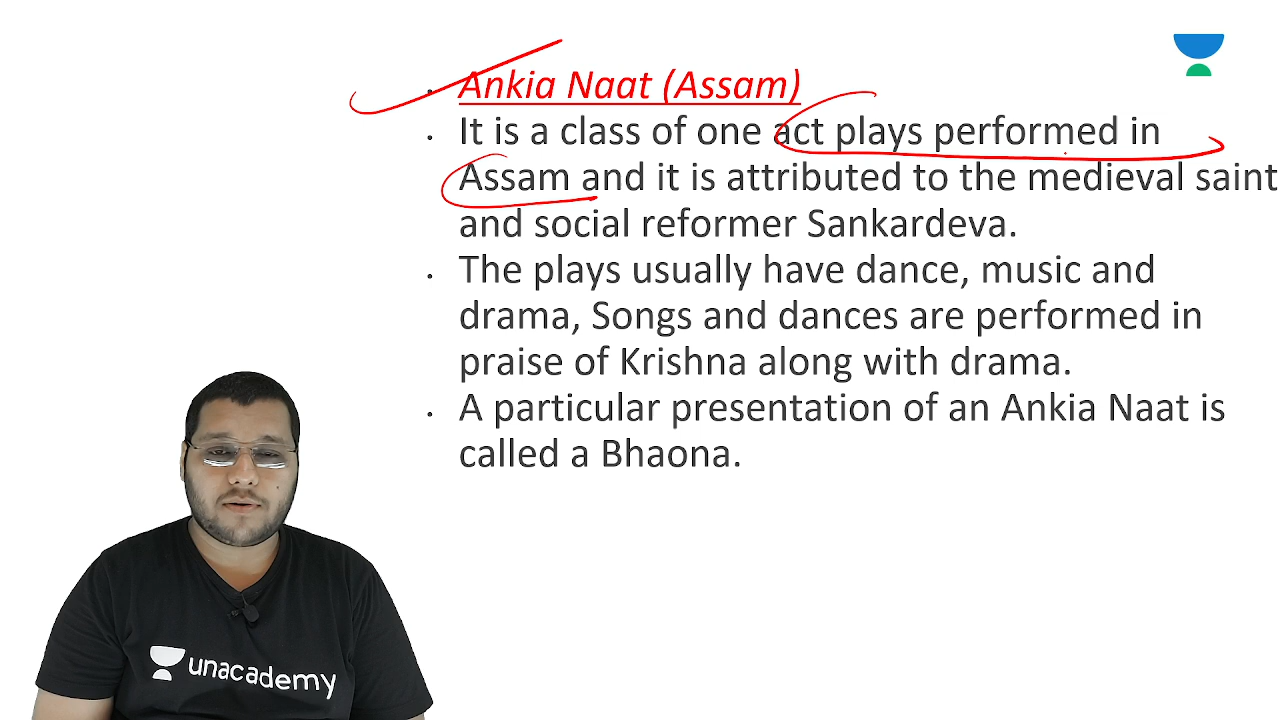 Ankia Naat (Assam)
It is a class of one act plays performed in
Assam and it is attributed to the medieval saint
and social reformer Sankardeva.
The plays usually have dance, music and
drama, Songs and dances are performed in
praise of Krishna along with drama.
A particular presentation of an Ankia Naat is
called a Bhaona.
unacademy